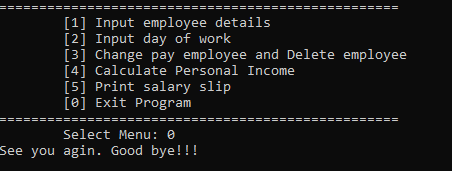 ==================================================
[1] Input employee details
[2] Input day of work
[3] Change pay employee and Delete employee
[4] Calculate Personal Income
[5] Print salary slip
[0] Exit Program
==================================================
Select Menu: 0
See you agin. Good bye!!!